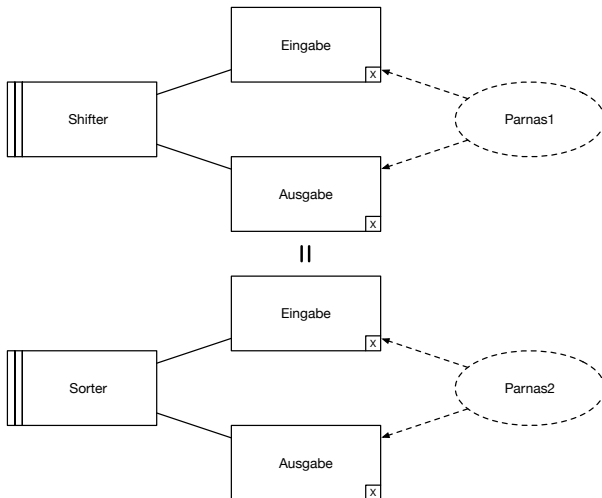 Eingabe
X
Shifter
Parnas1
Ausgabe
X
=
Eingabe
X
Sorter
Parnas2
Ausgabe
X